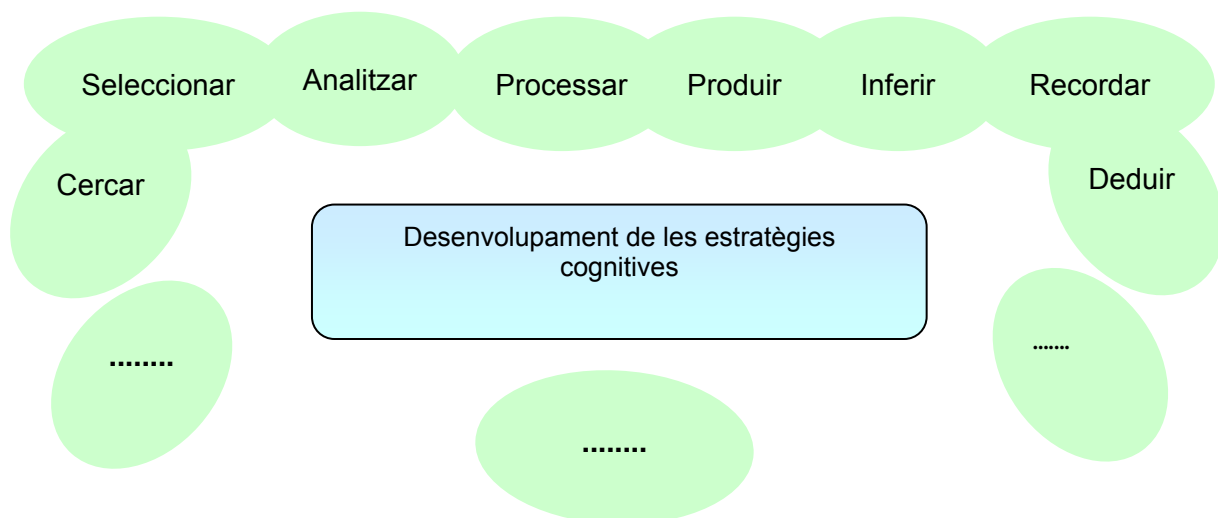 Seleccionar
Analitzar
Processar
Produir
Inferir
Recordar
Cercar
Deduir
Desenvolupament de les estratègies
cognitives
........
.......
........